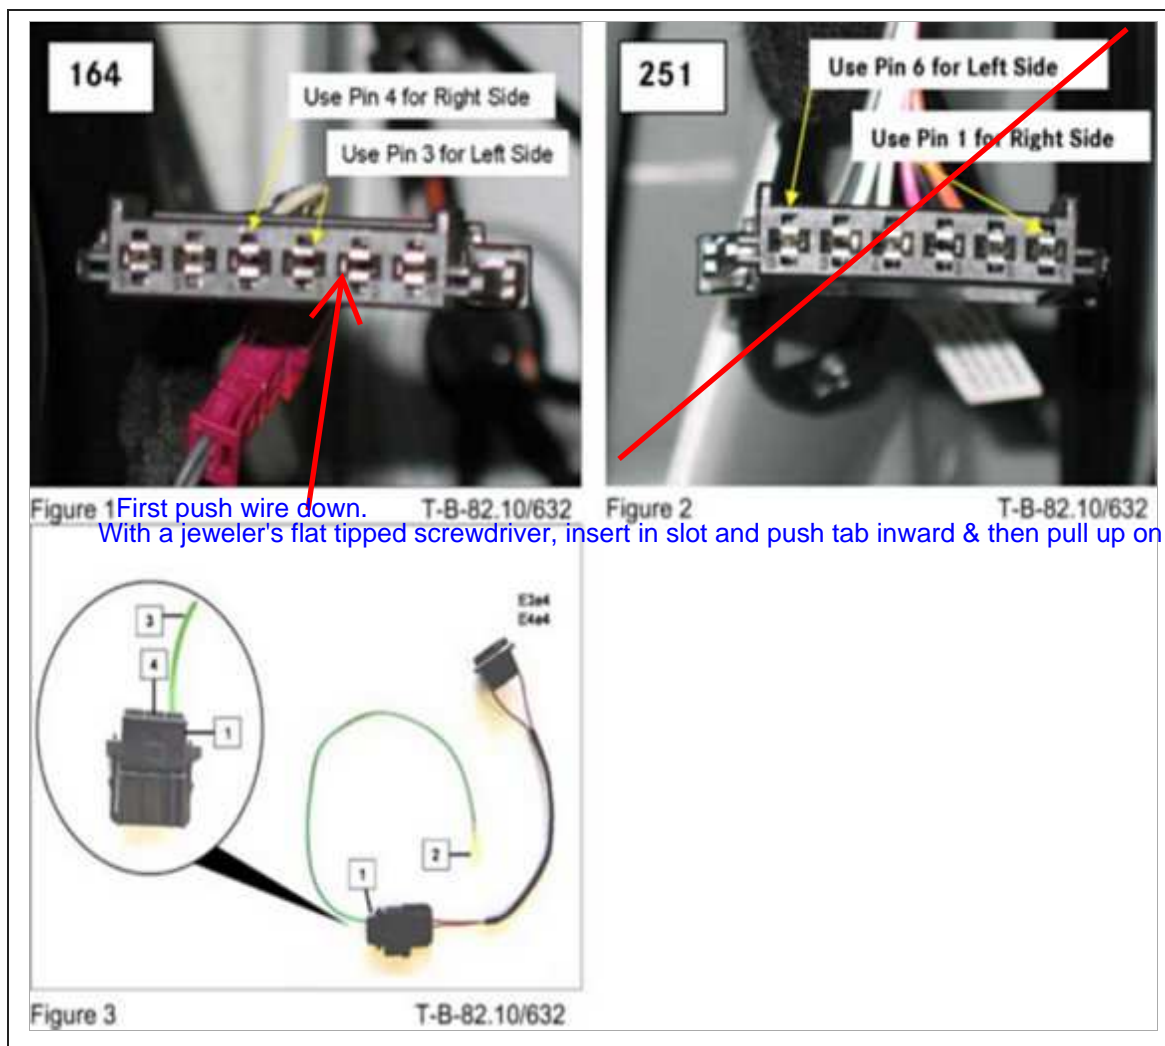 164
Use Pin 4 for Right Side
Use Pin 3 for Left Side
251
Use Pin 6 for Left Side
Use Pin 1 for Right Side
Figure 1
First push wire down.
T-B-82.10/632
Figure 2
T-B-82.10/632
With a jeweler's flat tipped screwdriver, insert in slot and push tab inward & then pull up on
3
4
1
E3e4
E4e4
2
1
Figure 3
T-B-82.10/632